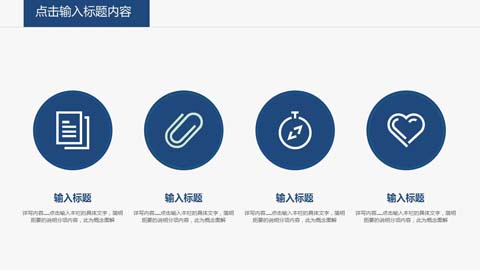 点击输入标题内容
输入标题
详写内容……点击输入本栏的具体文字，简明
扼要的说明分项内容，此为概念图解
输入标题
详写内容……点击输入本栏的具体文字，简明
扼要的说明分项内容，此为概念图解
输入标题
详写内容……点击输入本栏的具体文字，简明
扼要的说明分项内容，此为概念图解
输入标题
详写内容……点击输入本栏的具体文字，简明
扼要的说明分项内容，此为概念图解